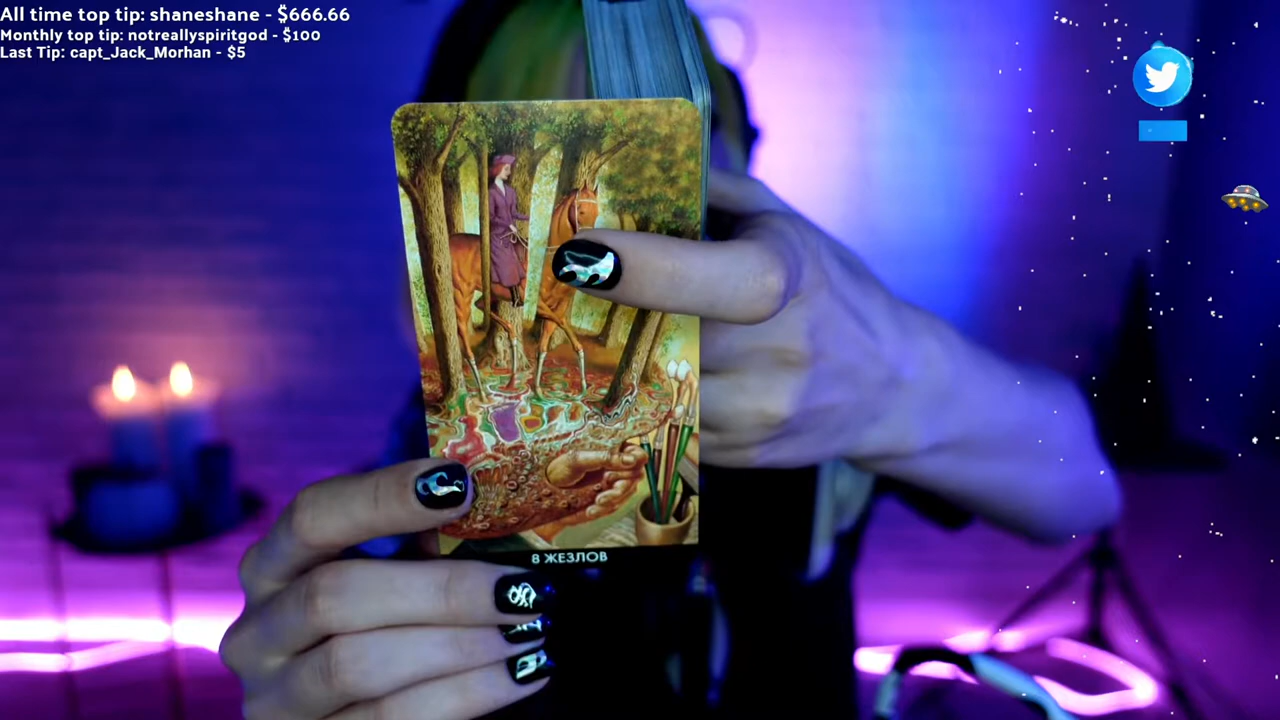 All time top tip: shaneshane - $666.66
Monthly top tip: notreallyspiritgod - $100
Last Tip: capt_Jack_Morhan - $5
8 ЖЕЗЛОВ